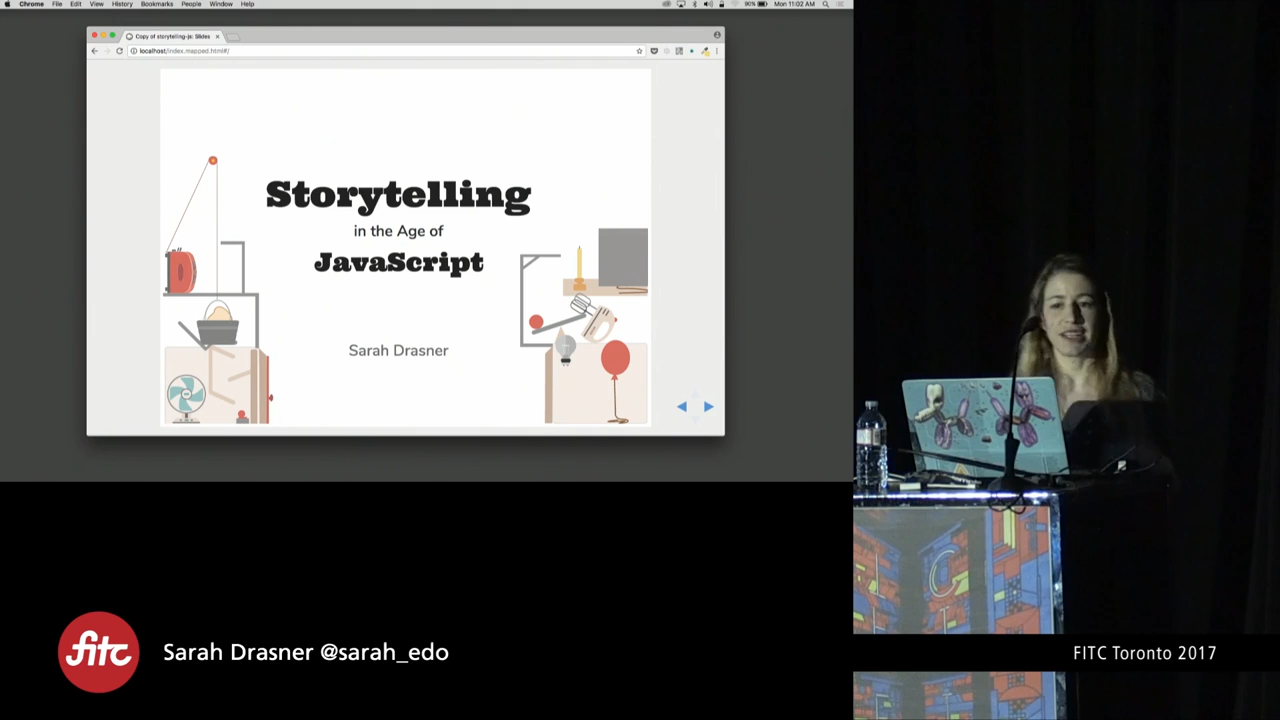 Chrome File Edit View History Bookmarks People Window Help
90% Mon 11:02 AM
Copy of storytelling-js: Slides
localhost/index.mapped.html#/
Storytelling
in the Age of
JavaScript
Sarah Drasner
fitc
Sarah Drasner @sarah_edo
FITC Toronto 2017